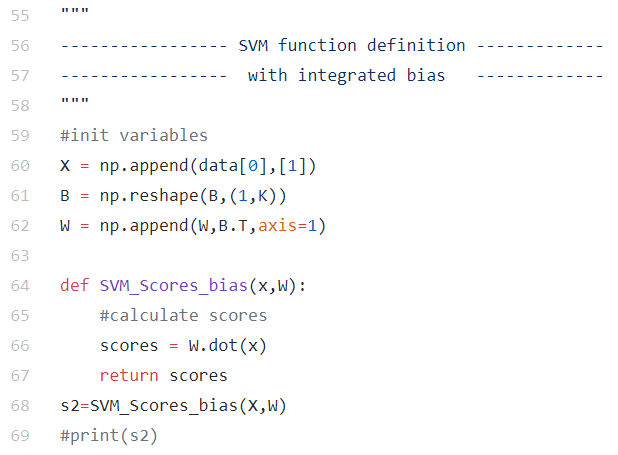 55 """
56 ----------------- SVM function definition -------------
57 ----------------- with integrated bias -------------
58 """
59 #init variables
60 X = np.append(data[0],[1])
61 B = np.reshape(B,(1,K))
62 W = np.append(W,B.T,axis=1)
63
64 def SVM_Scores_bias(x,W):
65     #calculate scores
66     scores = W.dot(x)
67     return scores
68 s2=SVM_Scores_bias(X,W)
69 #print(s2)